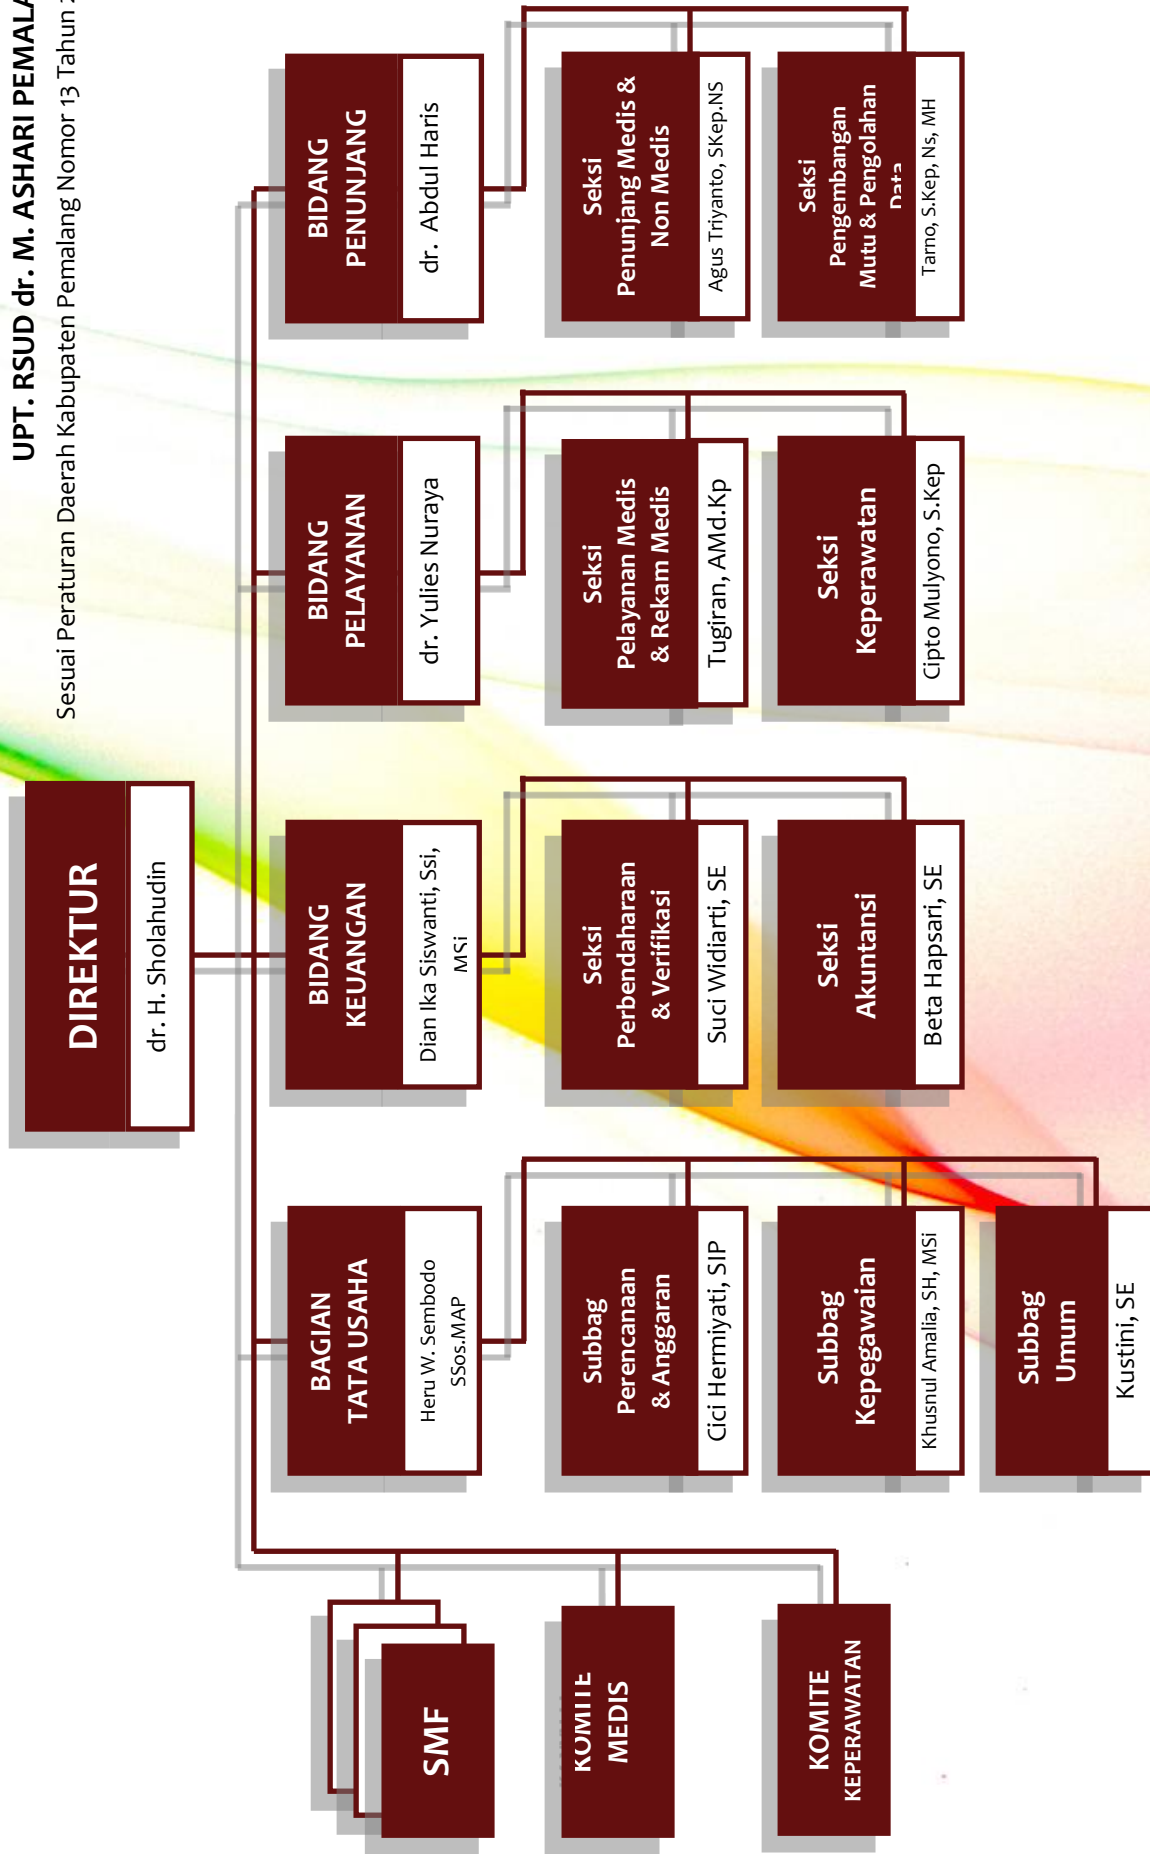 UPT. RSUD dr. M. ASHARI PEMALA
Sesuai Peraturan Daerah Kabupaten Pemalang Nomor 13 Tahun
DIREKTUR
dr. H. Sholahudin
SMF
KOMITE
MEDIS
KOMITE
KEPERAWATAN
BAGIAN
TATA USAHA
Heru W. Sembodo
SSos.MAP
Subbag
Perencanaan
& Anggaran
Cici Hermiyati, SIP
Subbag
Kepegawaian
Khusnul Amalia, SH, MSi
Subbag
Umum
Kustini, SE
BIDANG
KEUANGAN
Dian Ika Siswanti, Ssi,
MSi
Seksi
Perbendaharaan
& Verifikasi
Suci Widiarti, SE
Seksi
Akuntansi
Beta Hapsari, SE
BIDANG
PELAYANAN
dr. Yulies Nuraya
Seksi
Pelayanan Medis
& Rekam Medis
Tugiran, AMd.Kp
Seksi
Keperawatan
Cipto Mulyono, S.Kep
BIDANG
PENUNJANG
dr. Abdul Haris
Seksi
Penunjang Medis &
Non Medis
Agus Triyanto, SKep.NS
Seksi
Pengembangan
Mutu & Pengolahan
Data
Tarno, S.Kep, Ns, MH